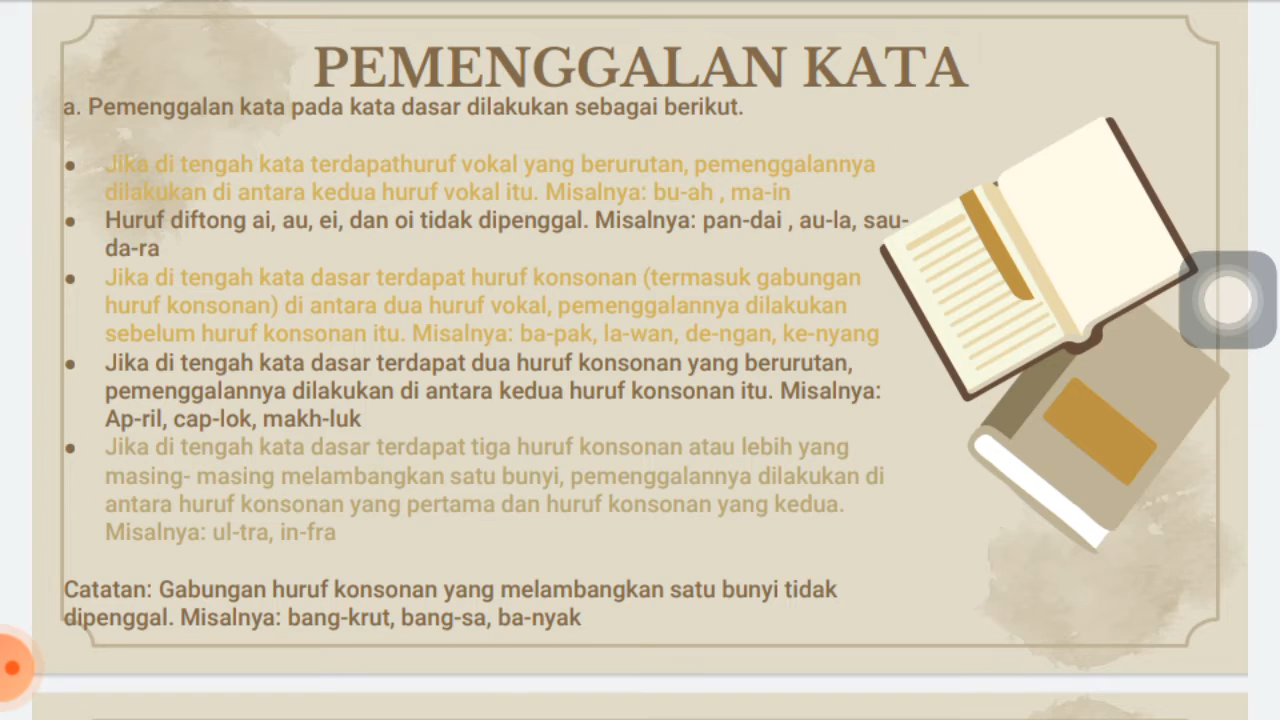 PEMENGGALAN KATA
a. Pemenggalan kata pada kata dasar dilakukan sebagai berikut.
● Jika di tengah kata terdapathuruf vokal yang berurutan, pemenggalannya
dilakukan di antara kedua huruf vokal itu. Misalnya: bu-ah , ma-in
● Huruf diftong ai, au, ei, dan oi tidak dipenggal. Misalnya: pan-dai , au-la, sau-
da-ra
● Jika di tengah kata dasar terdapat huruf konsonan (termasuk gabungan
huruf konsonan) di antara dua huruf vokal, pemenggalannya dilakukan
sebelum huruf konsonan itu. Misalnya: ba-pak, la-wan, de-ngan, ke-nyang
● Jika di tengah kata dasar terdapat dua huruf konsonan yang berurutan,
pemenggalannya dilakukan di antara kedua huruf konsonan itu. Misalnya:
Ap-ril, cap-lok, makh-luk
● Jika di tengah kata dasar terdapat tiga huruf konsonan atau lebih yang
masing- masing melambangkan satu bunyi, pemenggalannya dilakukan di
antara huruf konsonan yang pertama dan huruf konsonan yang kedua.
Misalnya: ul-tra, in-fra
Catatan: Gabungan huruf konsonan yang melambangkan satu bunyi tidak
dipenggal. Misalnya: bang-krut, bang-sa, ba-nyak